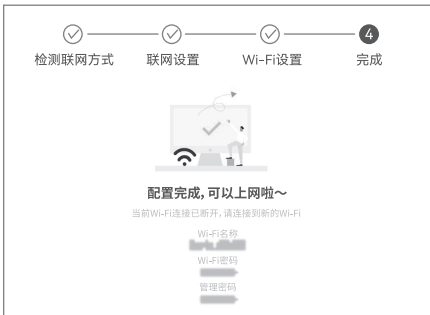 4
检测联网方式 联网设置 Wi-Fi设置 完成
配置完成，可以上网啦～
当前Wi-Fi连接已断开，请连接到新的Wi-Fi
Wi-Fi名称
Wi-Fi密码
管理密码